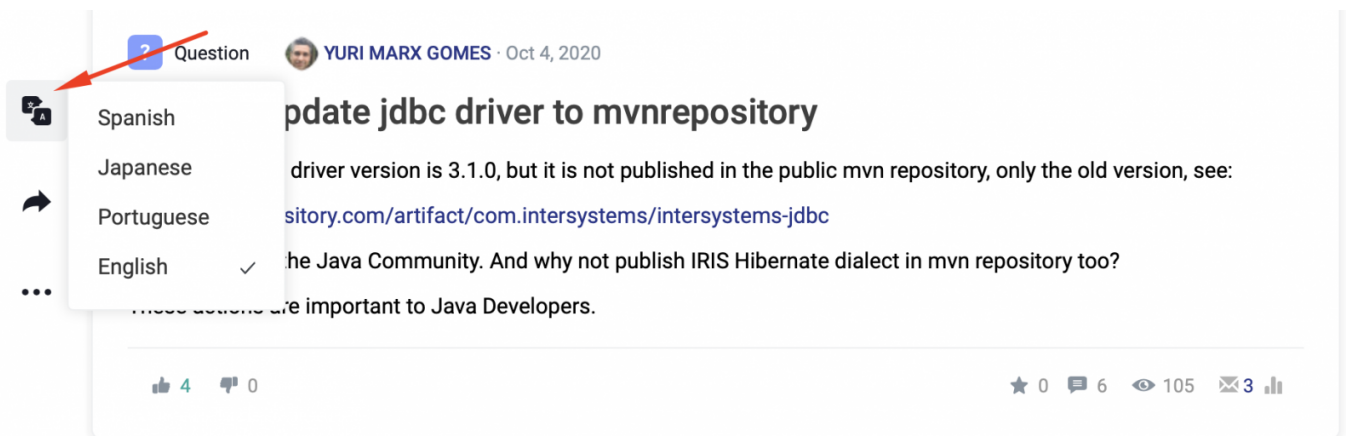 ? Question YURI MARX GOMES · Oct 4, 2020
pdate jdbc driver to mvnrepository
Spanish
Japanese
Portuguese
English
driver version is 3.1.0, but it is not published in the public mvn repository, only the old version, see:
sitory.com/artifact/com.intersystems/intersystems-jdbc
the Java Community. And why not publish IRIS Hibernate dialect in mvn repository too?
are important to Java Developers.
4 0 0 6 105 3